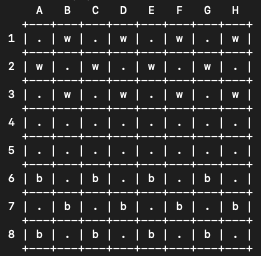 A B C D E F G H
+---+---+---+---+---+---+---+---+
1 | . | w | . | w | . | w | . | w |
+---+---+---+---+---+---+---+---+
2 | w | . | w | . | w | . | w | . |
+---+---+---+---+---+---+---+---+
3 | . | w | . | w | . | w | . | w |
+---+---+---+---+---+---+---+---+
4 | . | . | . | . | . | . | . | . |
+---+---+---+---+---+---+---+---+
5 | . | . | . | . | . | . | . | . |
+---+---+---+---+---+---+---+---+
6 | b | . | b | . | b | . | b | . |
+---+---+---+---+---+---+---+---+
7 | . | b | . | b | . | b | . | b |
+---+---+---+---+---+---+---+---+
8 | b | . | b | . | b | . | b | . |
+---+---+---+---+---+---+---+---+